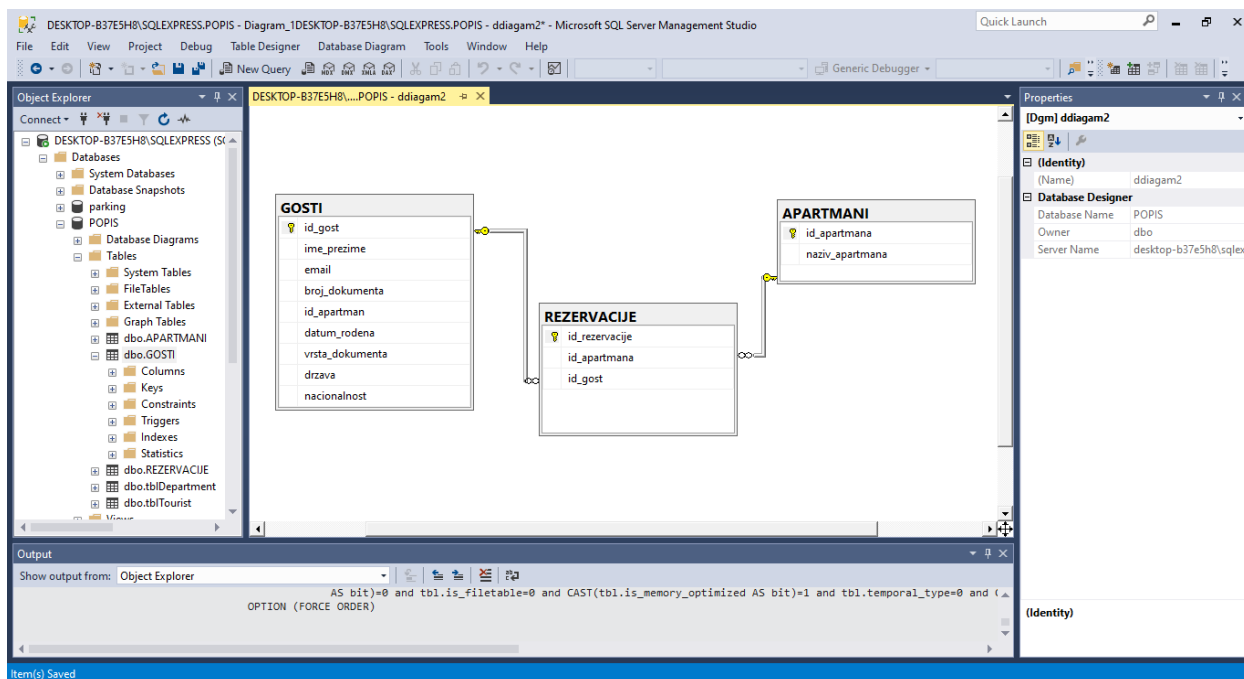 DESKTOP-B37E5H8\SQLEXPRESS.POPIS - Diagram_1DESKTOP-B37E5H8\SQLEXPRESS.POPIS - ddiagam2* - Microsoft SQL Server Management Studio
Quick Launch
File Edit View Project Debug Table Designer Database Diagram Tools Window Help
New Query
MDX DMX XMLA DAX
Generic Debugger
Object Explorer
Connect
DESKTOP-B37E5H8\SQLEXPRESS (S(
Databases
System Databases
Database Snapshots
parking
POPIS
Database Diagrams
Tables
System Tables
FileTables
External Tables
Graph Tables
dbo.APARTMANI
dbo.GOSTI
Columns
Keys
Constraints
Triggers
Indexes
Statistics
dbo.REZERVACIJE
dbo.tblDepartment
dbo.tblTourist
Views
DESKTOP-B37E5H8\....POPIS - ddiagam2
GOSTI
id_gost
ime_prezime
email
broj_dokumenta
id_apartman
datum_rodena
vrsta_dokumenta
drzava
nacionalnost
REZERVACIJE
id_rezervacije
id_apartmana
id_gost
APARTMANI
id_apartmana
naziv_apartmana
Properties
[Dgm] ddiagam2
(Identity)
(Name) ddiagam2
Database Designer
Database Name POPIS
Owner dbo
Server Name desktop-b37e5h8\sqlex
(Identity)
Output
Show output from: Object Explorer
AS bit)=0 and tbl.is_filetable=0 and CAST(tbl.is_memory_optimized AS bit)=1 and tbl.temporal_type=0 and (
OPTION (FORCE ORDER)
Item(s) Saved